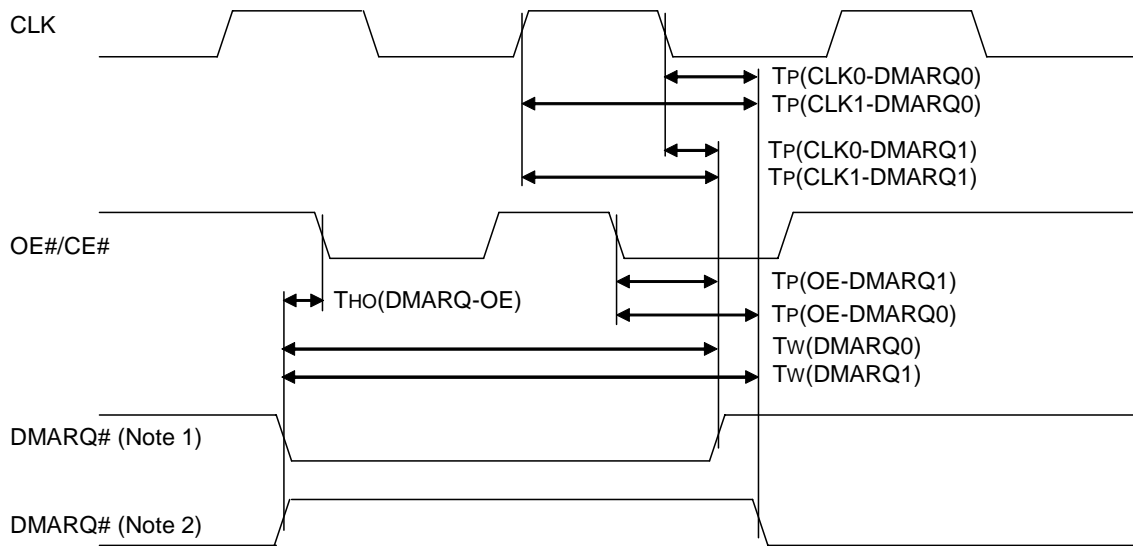 CLK
TP(CLK0-DMARQ0)
TP(CLK1-DMARQ0)
TP(CLK0-DMARQ1)
TP(CLK1-DMARQ1)
OE#/CE#
TP(OE-DMARQ1)
THO(DMARQ-OE)
TP(OE-DMARQ0)
TW(DMARQ0)
TW(DMARQ1)
DMARQ# (Note 1)
DMARQ# (Note 2)